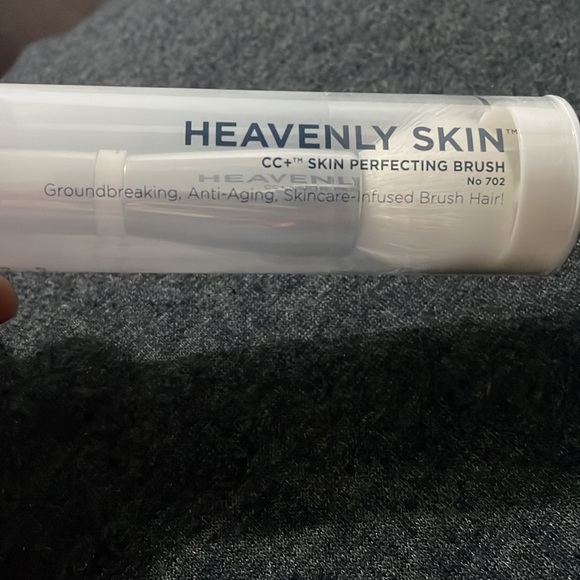 HEAVENLY SKIN™
CC+™ SKIN PERFECTING BRUSH
No 702
HEAVENLY
Groundbreaking, Anti-Aging, Skincare-Infused Brush Hair!